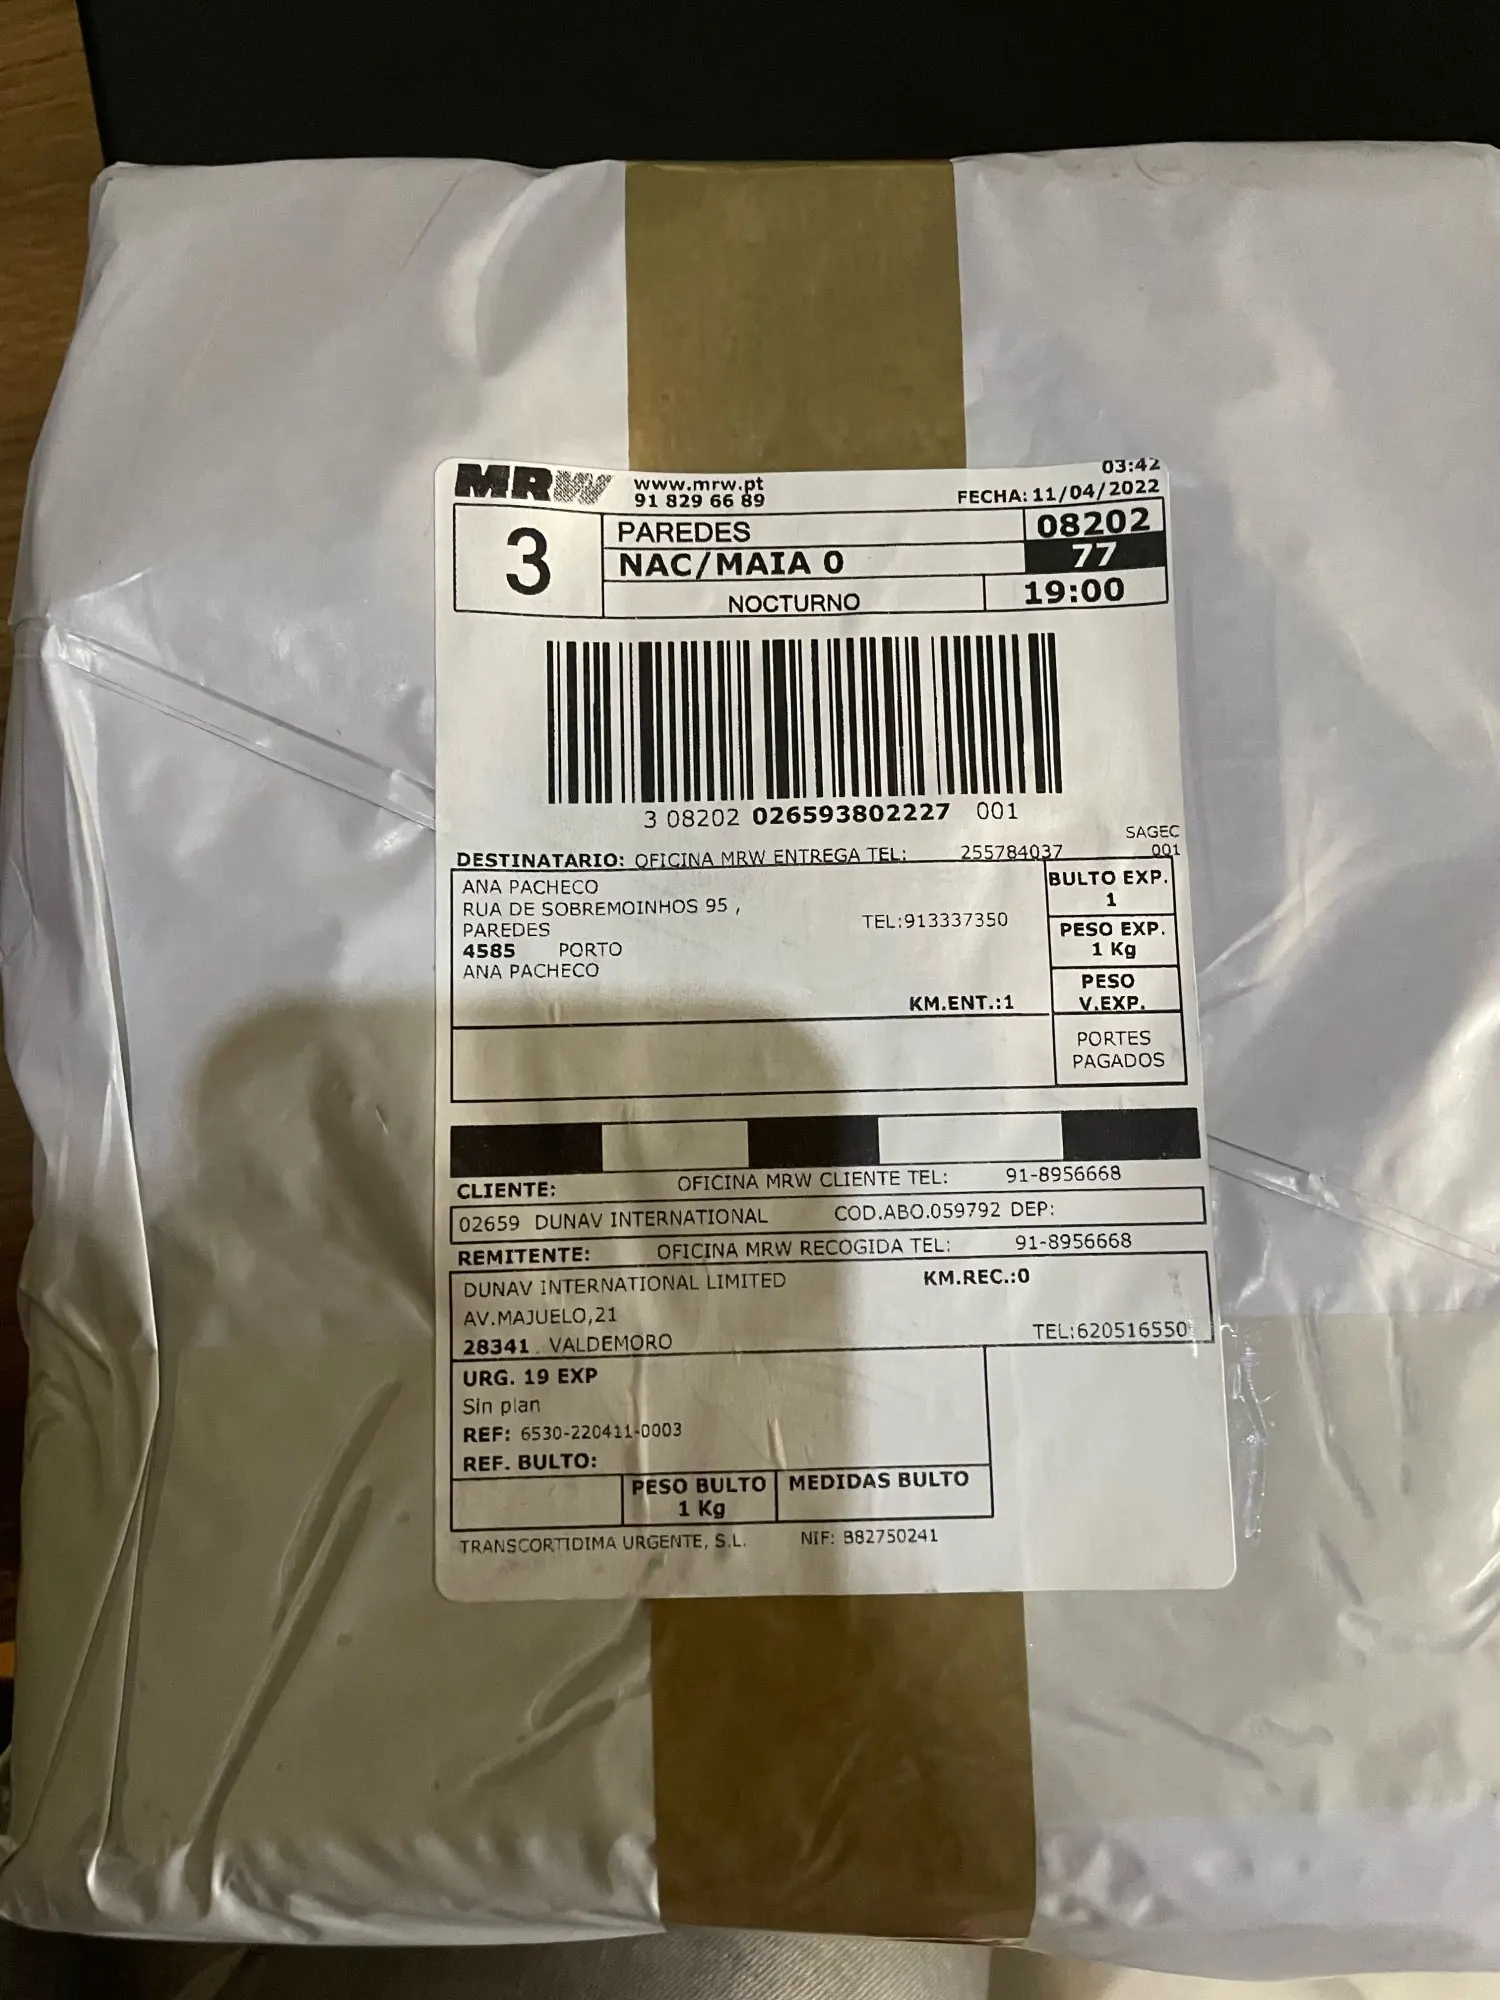 MRW www.mrw.pt 03:42
91 829 66 89 FECHA: 11/04/2022
3 PAREDES 08202
NAC/MAIA 0 77
NOCTURNO 19:00
3 08202 026593802227 001
SAGEC
DESTINATARIO: OFICINA MRW ENTREGA TEL: 255784037 001
ANA PACHECO BULTO EXP.
RUA DE SOBREMOINHOS 95 , 1
PAREDES TEL:913337350 PESO EXP.
4585 PORTO 1 Kg
ANA PACHECO PESO
KM.ENT.:1 V.EXP.
PORTES
PAGADOS
CLIENTE: OFICINA MRW CLIENTE TEL: 91-8956668
02659 DUNAV INTERNATIONAL COD.ABO.059792 DEP:
REMITENTE: OFICINA MRW RECOGIDA TEL: 91-8956668
DUNAV INTERNATIONAL LIMITED KM.REC.:0
AV.MAJUELO,21
28341 VALDEMORO TEL:620516550
URG. 19 EXP
Sin plan
REF: 6530-220411-0003
REF. BULTO:
PESO BULTO MEDIDAS BULTO
1 Kg
TRANSCORTIDIMA URGENTE, S.L. NIF: B82750241